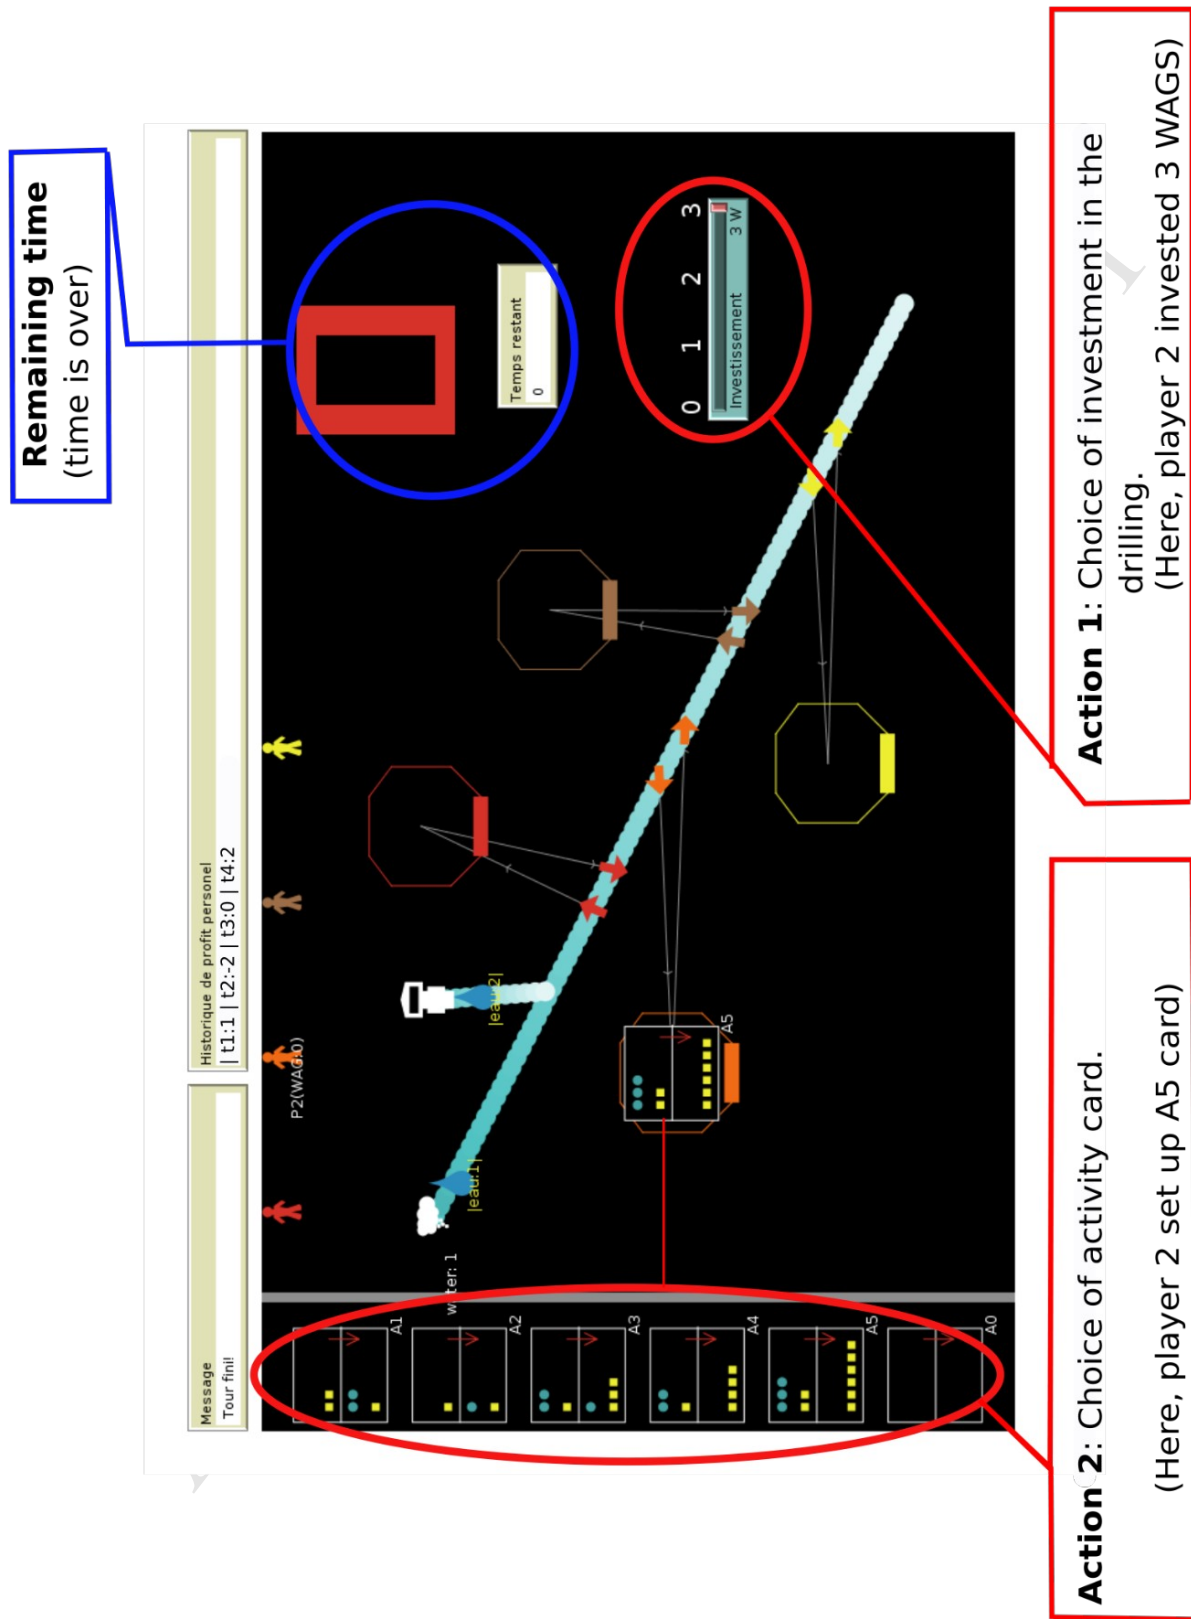 Remaining time
(time is over)
Message
Tour fini!
Historique de profit personel
| t1:1 | t2:-2 | t3:0 | t4:2
P2(WAG:0)
Temps restant
0
0 1 2 3
Investissement 3 W
|eau:2|
|eau:1|
water: 1
A5
A1
A2
A3
A4
A5
A0
Action 2: Choice of activity card.
(Here, player 2 set up A5 card)
Action 1: Choice of investment in the
drilling.
(Here, player 2 invested 3 WAGS)